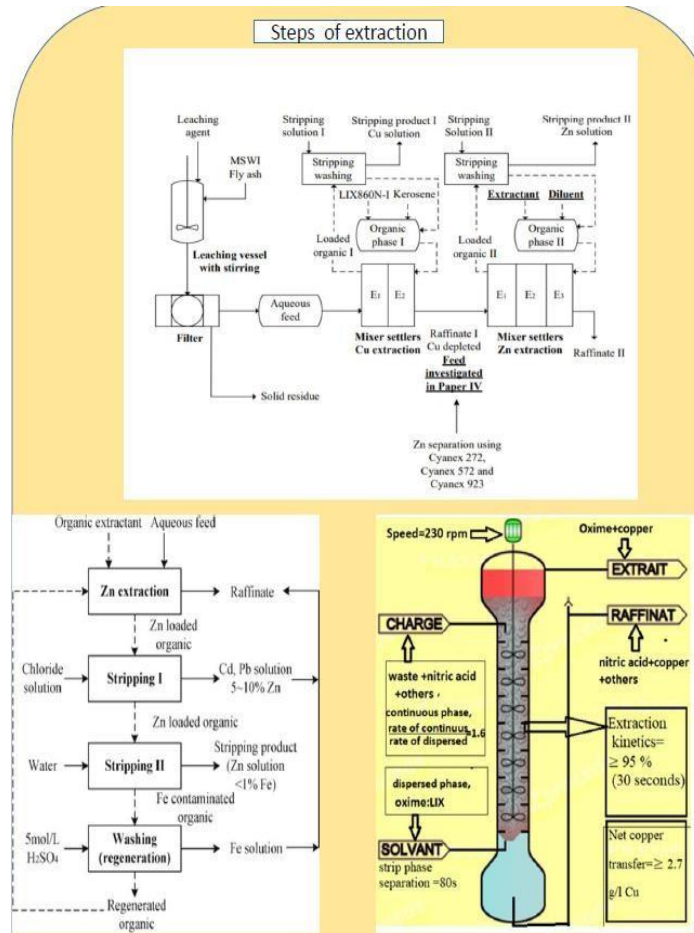 Steps of extraction
Leaching
agent
MSWI
Fly ash
Leaching vessel
with stirring
Filter
Aqueous
feed
Solid residue
Stripping
solution I
Stripping product I
Cu solution
Stripping
washing
LIX860N-I Kerosene
Organic
phase I
Loaded
organic I
E1 E2
Mixer settlers
Cu extraction
Raffinate I
Cu depleted
Feed
investigated
in Paper IV
Zn separation using
Cyanex 272,
Cyanex 572 and
Cyanex 923
Stripping
Solution II
Stripping product II
Zn solution
Stripping
washing
Extractant Diluent
Organic
phase II
Loaded
organic II
E1 E2 E3
Mixer settlers
Zn extraction
Raffinate II
Organic extractant Aqueous feed
Zn extraction
Raffinate
Zn loaded
organic
Chloride
solution
Stripping I
Cd, Pb solution
5~10% Zn
Zn loaded organic
Water
Stripping II
Stripping product
(Zn solution
<1% Fe)
Fe contaminated
organic
5mol/L
H2SO4
Washing
(regeneration)
Fe solution
Regenerated
organic
Speed=230 rpm
Oxime+copper
EXTRAIT
CHARGE
RAFFINAT
waste +nitric acid
+others
continuous phase,
rate of continuus
rate of dispersed =1.6
nitric acid+copper
+others
Extraction
kinetics=
≥ 95 %
(30 seconds)
dispersed phase,
oxime:LIX
SOLVANT
strip phase
separation =80s
Net copper
transfer=≥ 2.7
g/l Cu